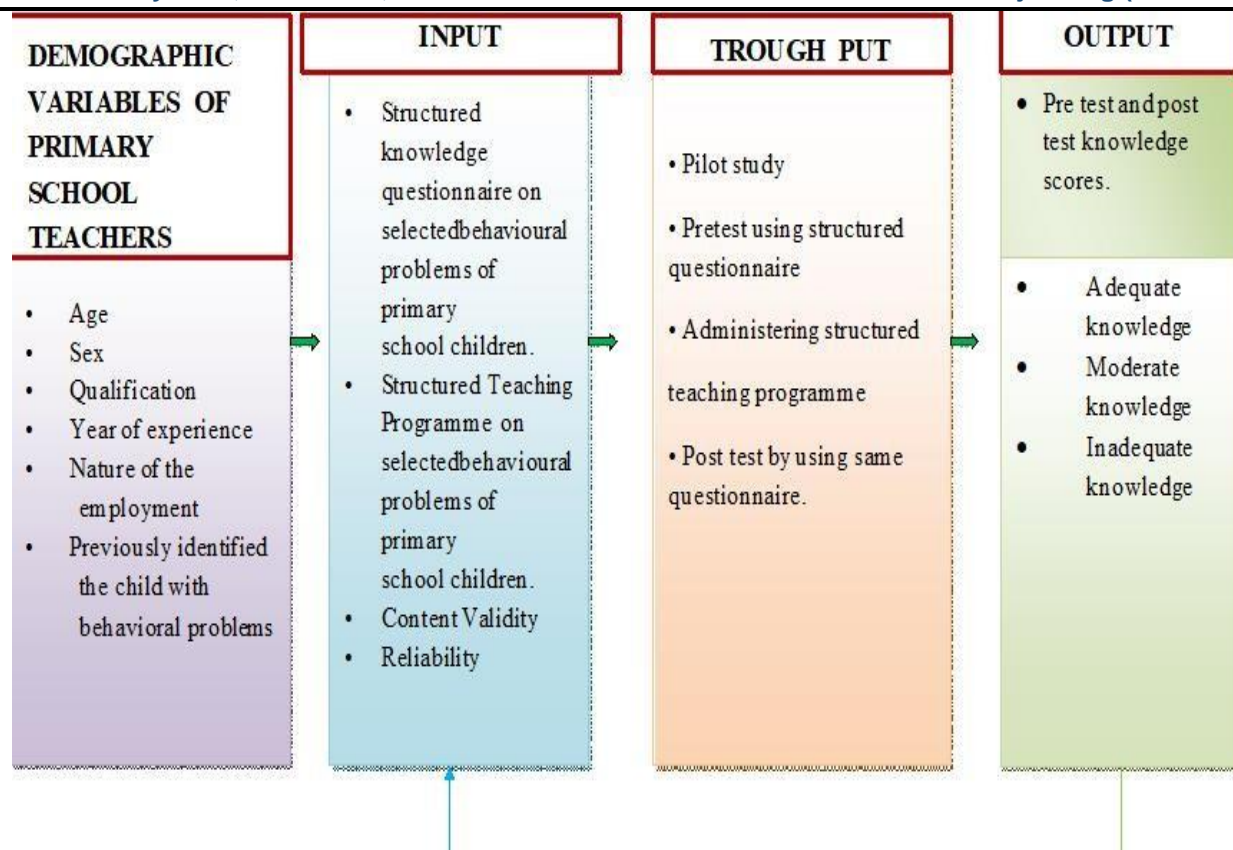 DEMOGRAPHIC
VARIABLES OF
PRIMARY
SCHOOL
TEACHERS
• Age
• Sex
• Qualification
• Year of experience
• Nature of the
employment
• Previously identified
the child with
behavioral problems
INPUT
• Structured
knowledge
questionnaire on
selectedbehavioural
problems of
primary
school children.
• Structured Teaching
Programme on
selectedbehavioural
problems of
primary
school children.
• Content Validity
• Reliability
TROUGH PUT
• Pilot study
• Pretest using structured
questionnaire
• Administering structured
teaching programme
• Post test by using same
questionnaire.
OUTPUT
• Pre test and post
test knowledge
scores.
• Adequate
knowledge
• Moderate
knowledge
• Inadequate
knowledge